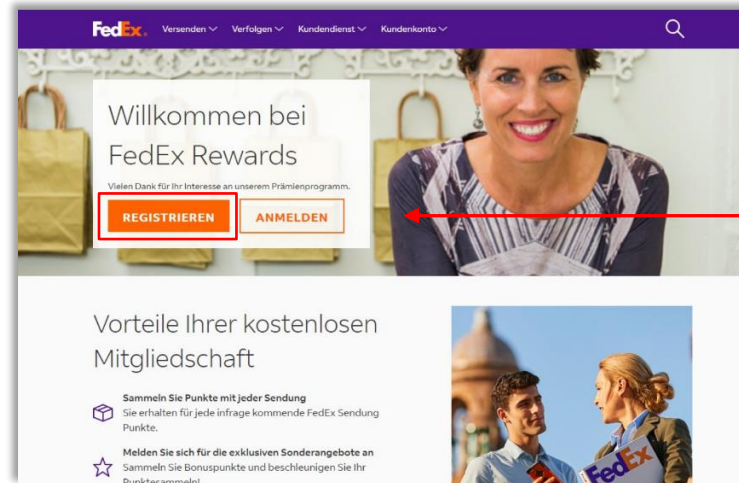 FedEx. Versenden Verfolgen Kundendienst Kundenkonto
Willkommen bei
FedEx Rewards
Vielen Dank für Ihr Interesse an unserem Prämienprogramm.
REGISTRIEREN ANMELDEN
Vorteile Ihrer kostenlosen
Mitgliedschaft
Sammeln Sie Punkte mit jeder Sendung
Sie erhalten für jede infrage kommende FedEx Sendung
Punkte.
Melden Sie sich für die exklusiven Sonderangebote an
Sammeln Sie Bonuspunkte und beschleunigen Sie Ihr
Punktesammeln!
FedEx